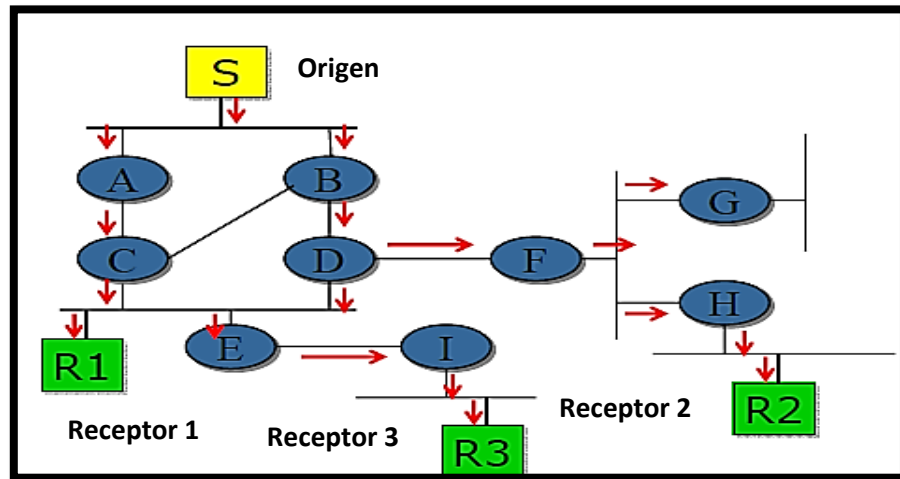 S
Origen
A
B
G
C
D
F
H
E
I
R1
R2
Receptor 1
Receptor 3
Receptor 2
R3